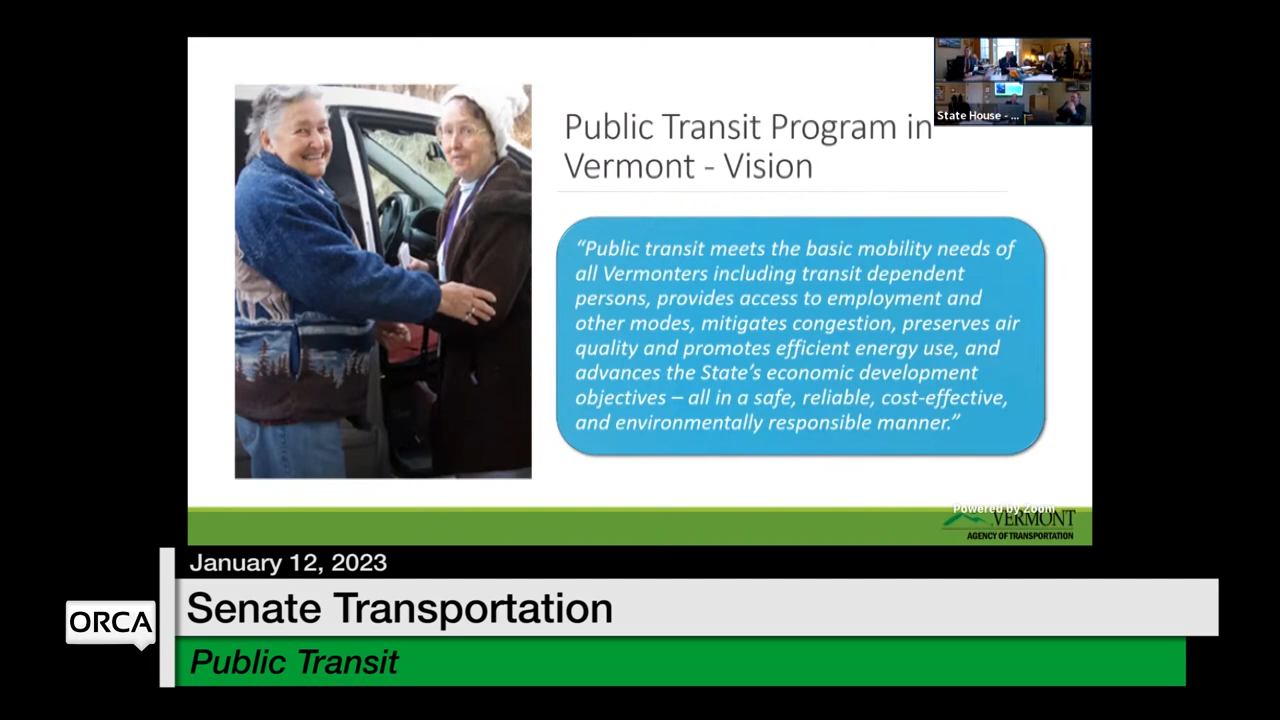 State House - ...
Public Transit Program in
Vermont - Vision
“Public transit meets the basic mobility needs of
all Vermonters including transit dependent
persons, provides access to employment and
other modes, mitigates congestion, preserves air
quality and promotes efficient energy use, and
advances the State’s economic development
objectives – all in a safe, reliable, cost-effective,
and environmentally responsible manner.”
Powered by Zoom
VERMONT
AGENCY OF TRANSPORTATION
January 12, 2023
Senate Transportation
ORCA
Public Transit